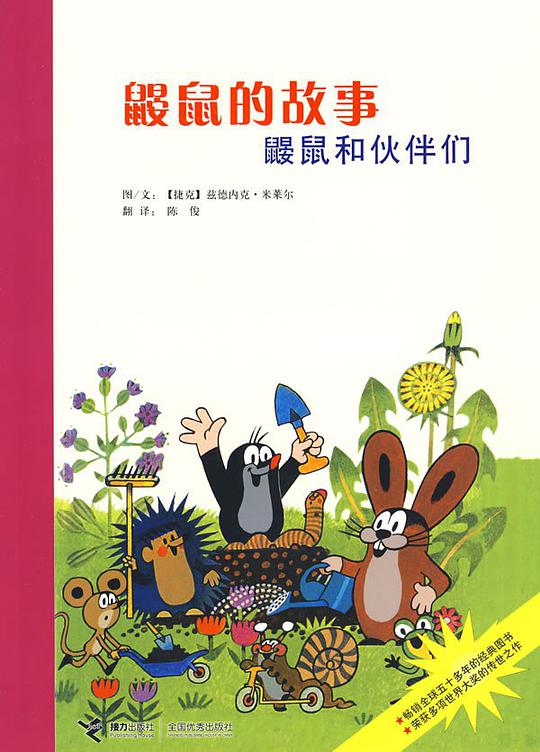 鼹鼠的故事
鼹鼠和伙伴们
图/文：【捷克】兹德内克·米莱尔
翻 译： 陈 俊
★畅销全球五十多年的经典图书
★荣获多项世界大奖的传世之作
接力出版社
Publishing House
全国优秀出版社